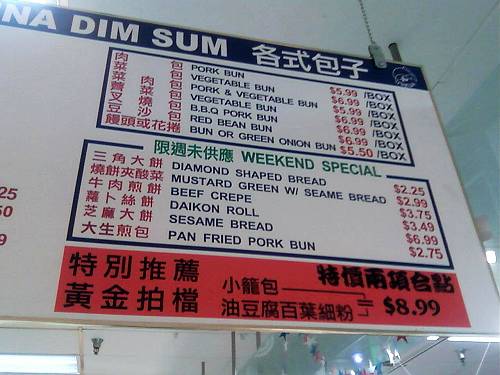 NA DIM SUM 各式包子
肉包 PORK BUN $5.99 /BOX
菜包 VEGETABLE BUN $6.99 /BOX
菜肉包 PORK & VEGETABLE BUN $5.99 /BOX
VEGETABLE BUN $6.99 /BOX
叉燒包 B.B.Q PORK BUN $6.99 /BOX
豆沙包 RED BEAN BUN $6.99 /BOX
饅頭或花捲 BUN OR GREEN ONION BUN $5.50 /BOX
限週未供應 WEEKEND SPECIAL
三角大餅 DIAMOND SHAPED BREAD $2.25
燒餅夾酸菜 MUSTARD GREEN W/ SEAME BREAD $2.99
牛肉煎餅 BEEF CREPE $3.75
蘿卜絲餅 DAIKON ROLL $3.49
芝麻大餅 SESAME BREAD $6.99
大生煎包 PAN FRIED PORK BUN $2.75
特別推薦
黃金拍檔
特價兩項合點
小籠包
油豆腐百葉細粉 $8.99